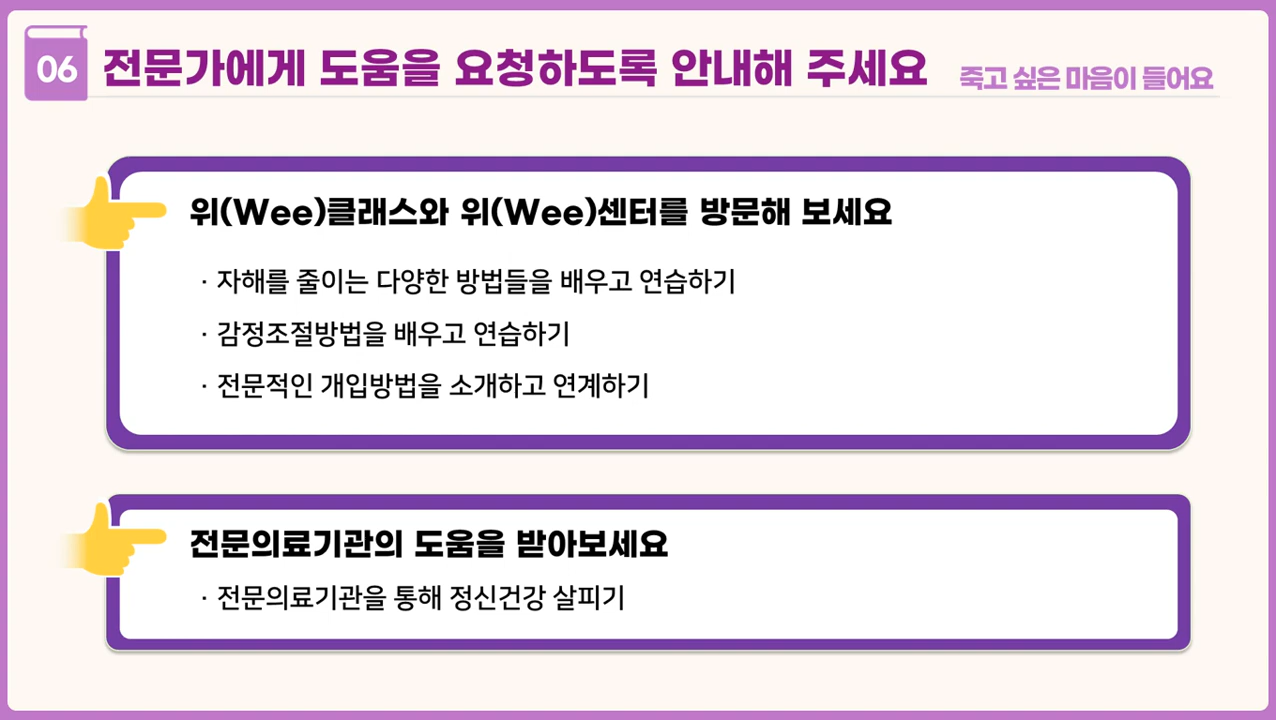 06 전문가에게 도움을 요청하도록 안내해 주세요 죽고 싶은 마음이 들어요
위(Wee)클래스와 위(Wee)센터를 방문해 보세요
· 자해를 줄이는 다양한 방법들을 배우고 연습하기
· 감정조절방법을 배우고 연습하기
· 전문적인 개입방법을 소개하고 연계하기
전문의료기관의 도움을 받아보세요
· 전문의료기관을 통해 정신건강 살피기